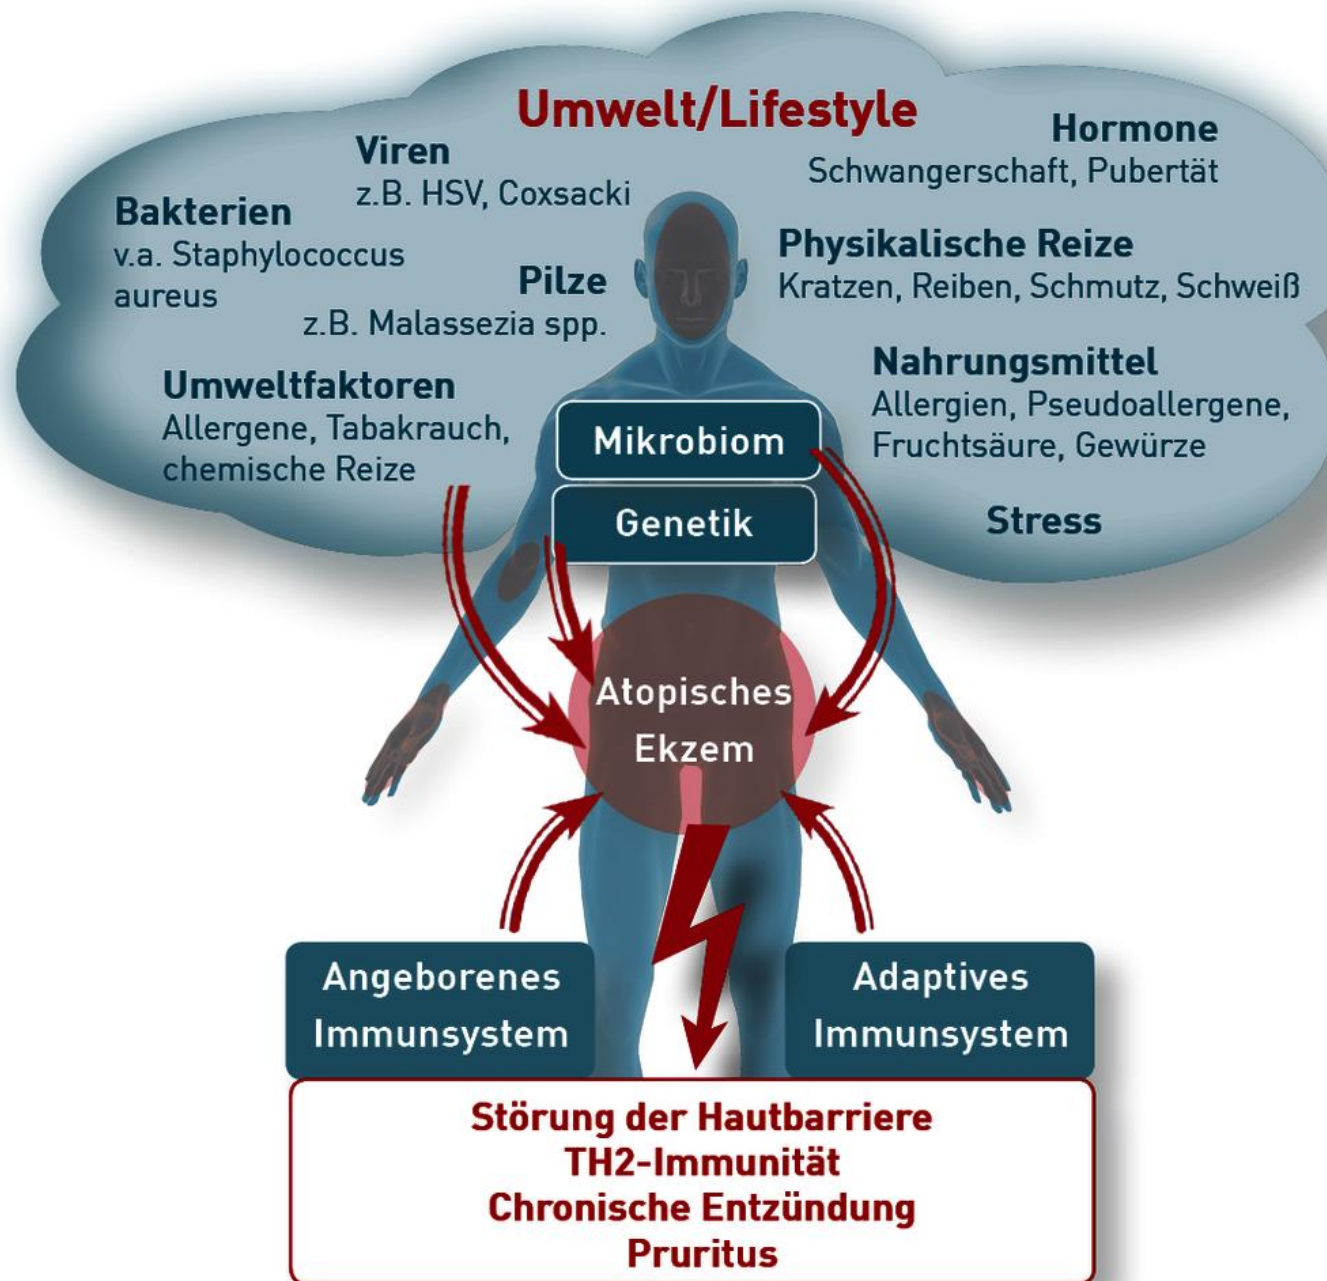 Umwelt/Lifestyle
Viren
z.B. HSV, Coxsacki
Bakterien
v.a. Staphylococcus
aureus
Pilze
z.B. Malassezia spp.
Umweltfaktoren
Allergene, Tabakrauch,
chemische Reize
Hormone
Schwangerschaft, Pubertät
Physikalische Reize
Kratzen, Reiben, Schmutz, Schweiß
Nahrungsmittel
Allergien, Pseudoallergene,
Fruchtsäure, Gewürze
Stress
Mikrobiom
Genetik
Atopisches
Ekzem
Angeborenes
Immunsystem
Adaptives
Immunsystem
Störung der Hautbarriere
TH2-Immunität
Chronische Entzündung
Pruritus